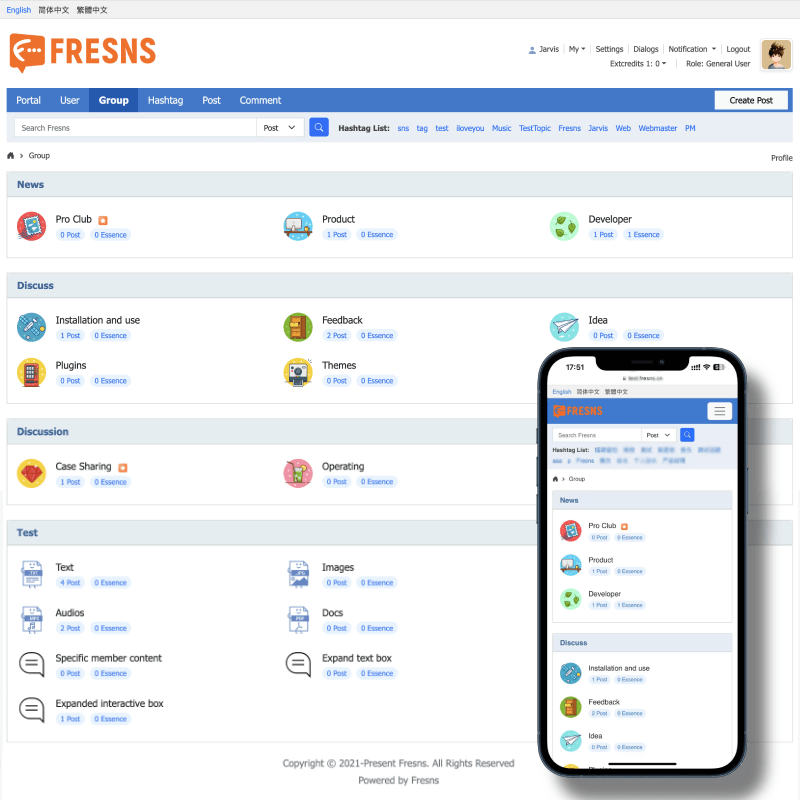 English 简体中文 繁體中文
FRESNS
Jarvis My Settings Dialogs Notification Logout
Extcredits 1: 0 Role: General User
Portal User Group Hashtag Post Comment Create Post
Search Fresns Post Hashtag List: sns tag test iloveyou Music TestTopic Fresns Jarvis Web Webmaster PM
Group Profile
News
Pro Club Product Developer
0 Post 0 Essence 1 Post 0 Essence 1 Post 1 Essence
Discuss
Installation and use Feedback Idea
1 Post 0 Essence 2 Post 0 Essence 0 Post 0 Essence
Plugins Themes
0 Post 0 Essence 0 Post 0 Essence
Discussion
Case Sharing Operating
1 Post 0 Essence 0 Post 0 Essence
Test
TXT Text Images
4 Post 0 Essence 0 Post 0 Essence
MP3 Audios PDF Docs
2 Post 0 Essence 0 Post 0 Essence
Specific member content Expand text box
0 Post 0 Essence 0 Post 0 Essence
Expanded interactive box
1 Post 0 Essence
Copyright © 2021-Present Fresns. All Rights Reserved
Powered by Fresns
17:51
English 简体中文 繁體中文
FRESNS
Search Fresns Post
Hashtag List:
Fresns
Group
News
Pro Club
0 Post 0 Essence
Product
1 Post 0 Essence
Developer
1 Post 1 Essence
Discuss
Installation and use
1 Post 0 Essence
Feedback
2 Post 0 Essence
Idea
0 Post 0 Essence